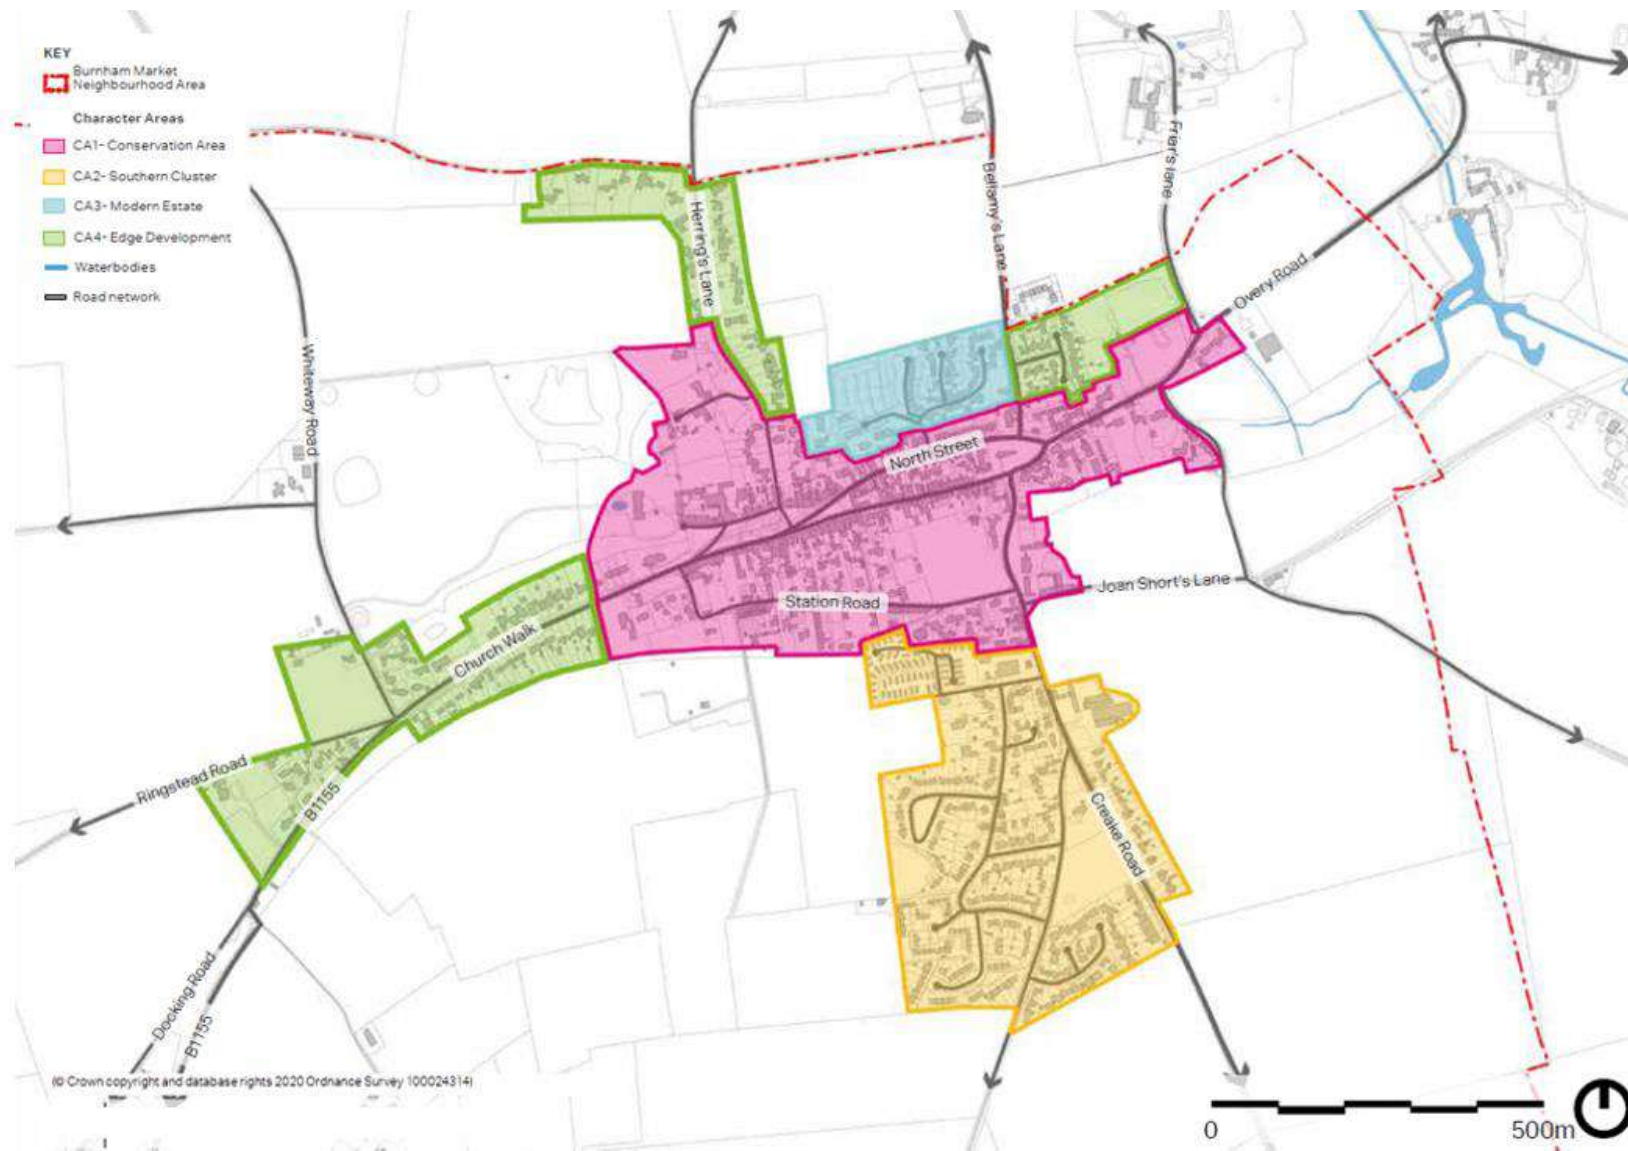 KEY
Burnham Market
Neighbourhood Area
Character Areas
CA1- Conservation Area
CA2- Southern Cluster
CA3- Modern Estate
CA4- Edge Development
Waterbodies
Road network
Herring's Lane
Bellamy's Lane
Friar's lane
Overy Road
Whiteway Road
North Street
Station Road
Joan Short's Lane
Church Walk
Ringstead Road
B1155
Creake Road
Docking Road
B1155
(© Crown copyright and database rights 2020 Ordnance Survey 100024314)
0
500m